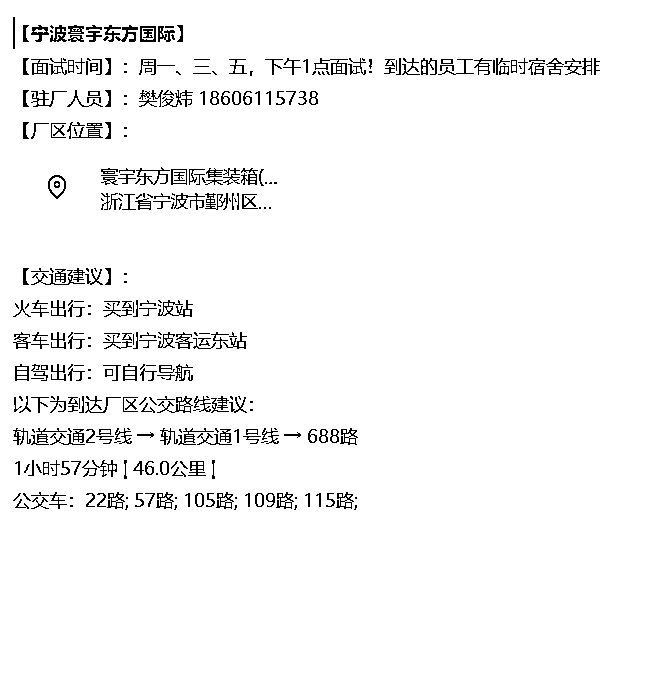 【宁波寰宇东方国际】
【面试时间】：周一、三、五，下午1点面试！到达的员工有临时宿舍安排
【驻厂人员】：樊俊炜 18606115738
【厂区位置】：
寰宇东方国际集装箱(...
浙江省宁波市鄞州区...
【交通建议】：
火车出行：买到宁波站
客车出行：买到宁波客运东站
自驾出行：可自行导航
以下为到达厂区公交路线建议：
轨道交通2号线 → 轨道交通1号线 → 688路
1小时57分钟 ¦ 46.0公里 ¦
公交车：22路; 57路; 105路; 109路; 115路;